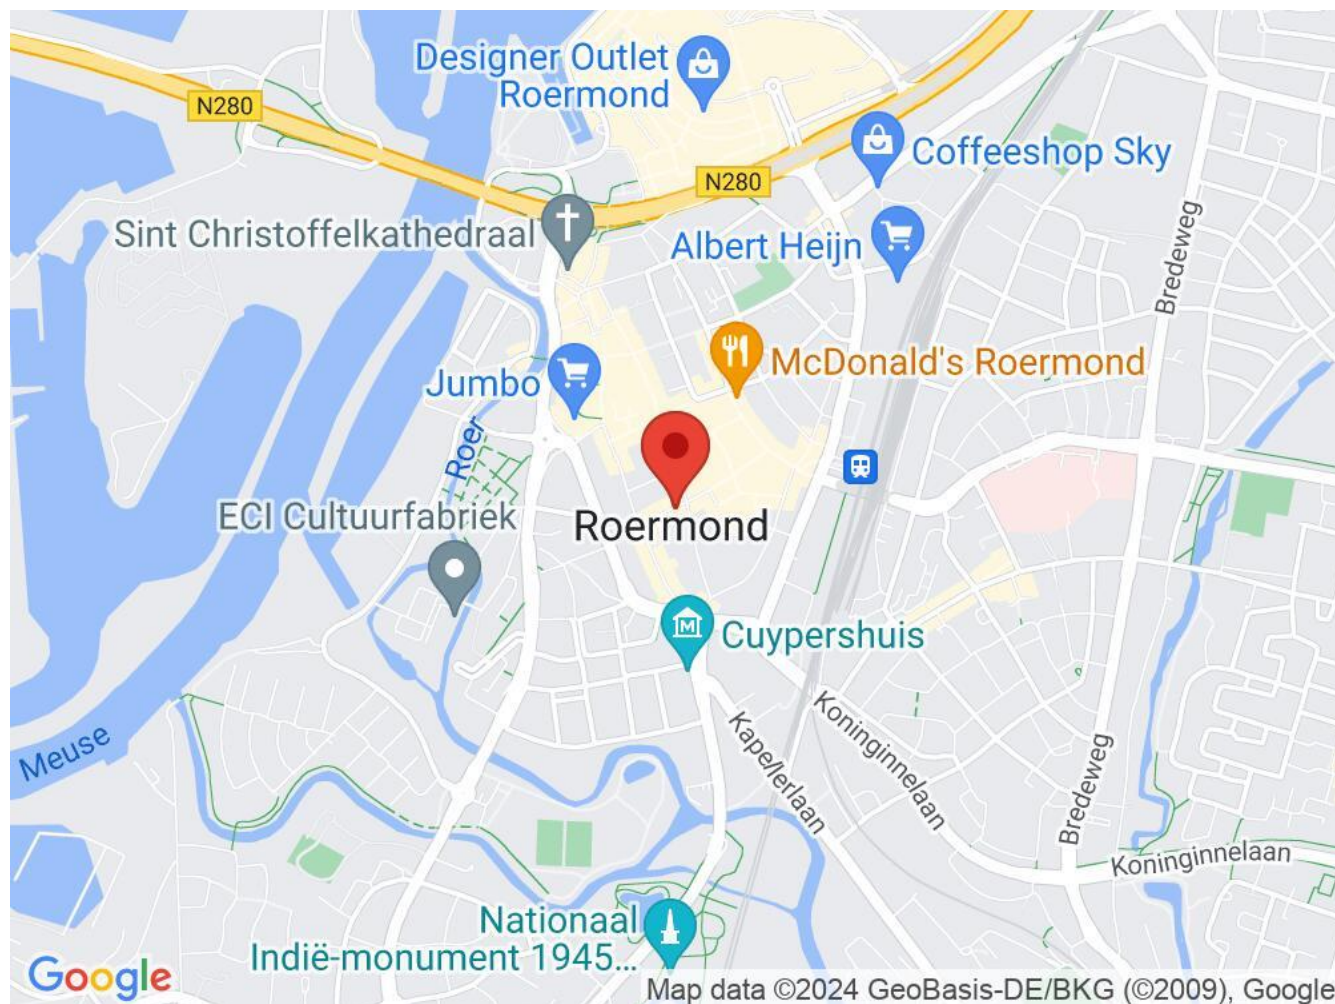 Designer Outlet
Roermond
N280
Coffeeshop Sky
N280
Sint Christoffelkathedraal
Albert Heijn
Bredeweg
McDonald's Roermond
Jumbo
Roer
ECI Cultuurfabriek
Roermond
Cuypershuis
Meuse
Kapellerlaan
Koninginnelaan
Bredeweg
Koninginnelaan
Nationaal
Indië-monument 1945...
Google
Map data ©2024 GeoBasis-DE/BKG (©2009), Google